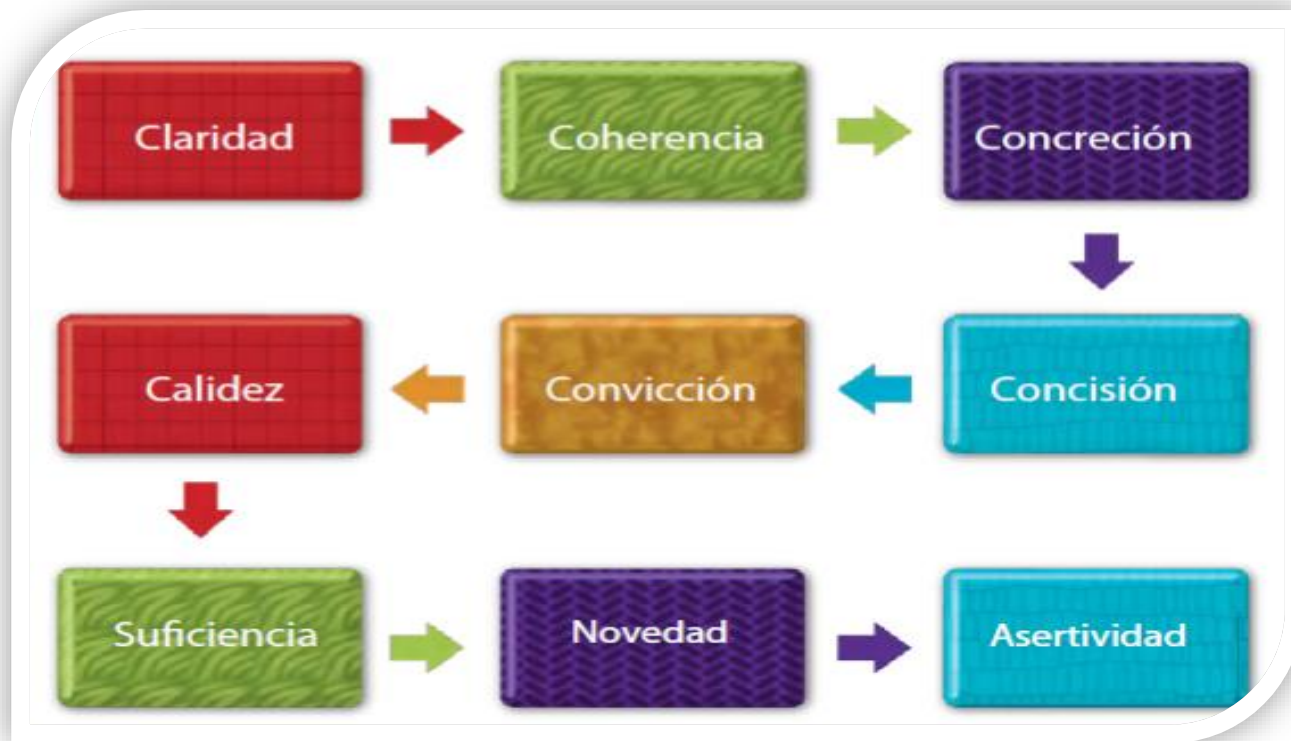 Claridad
Coherencia
Concreción
Concisión
Convicción
Calidez
Suficiencia
Novedad
Asertividad